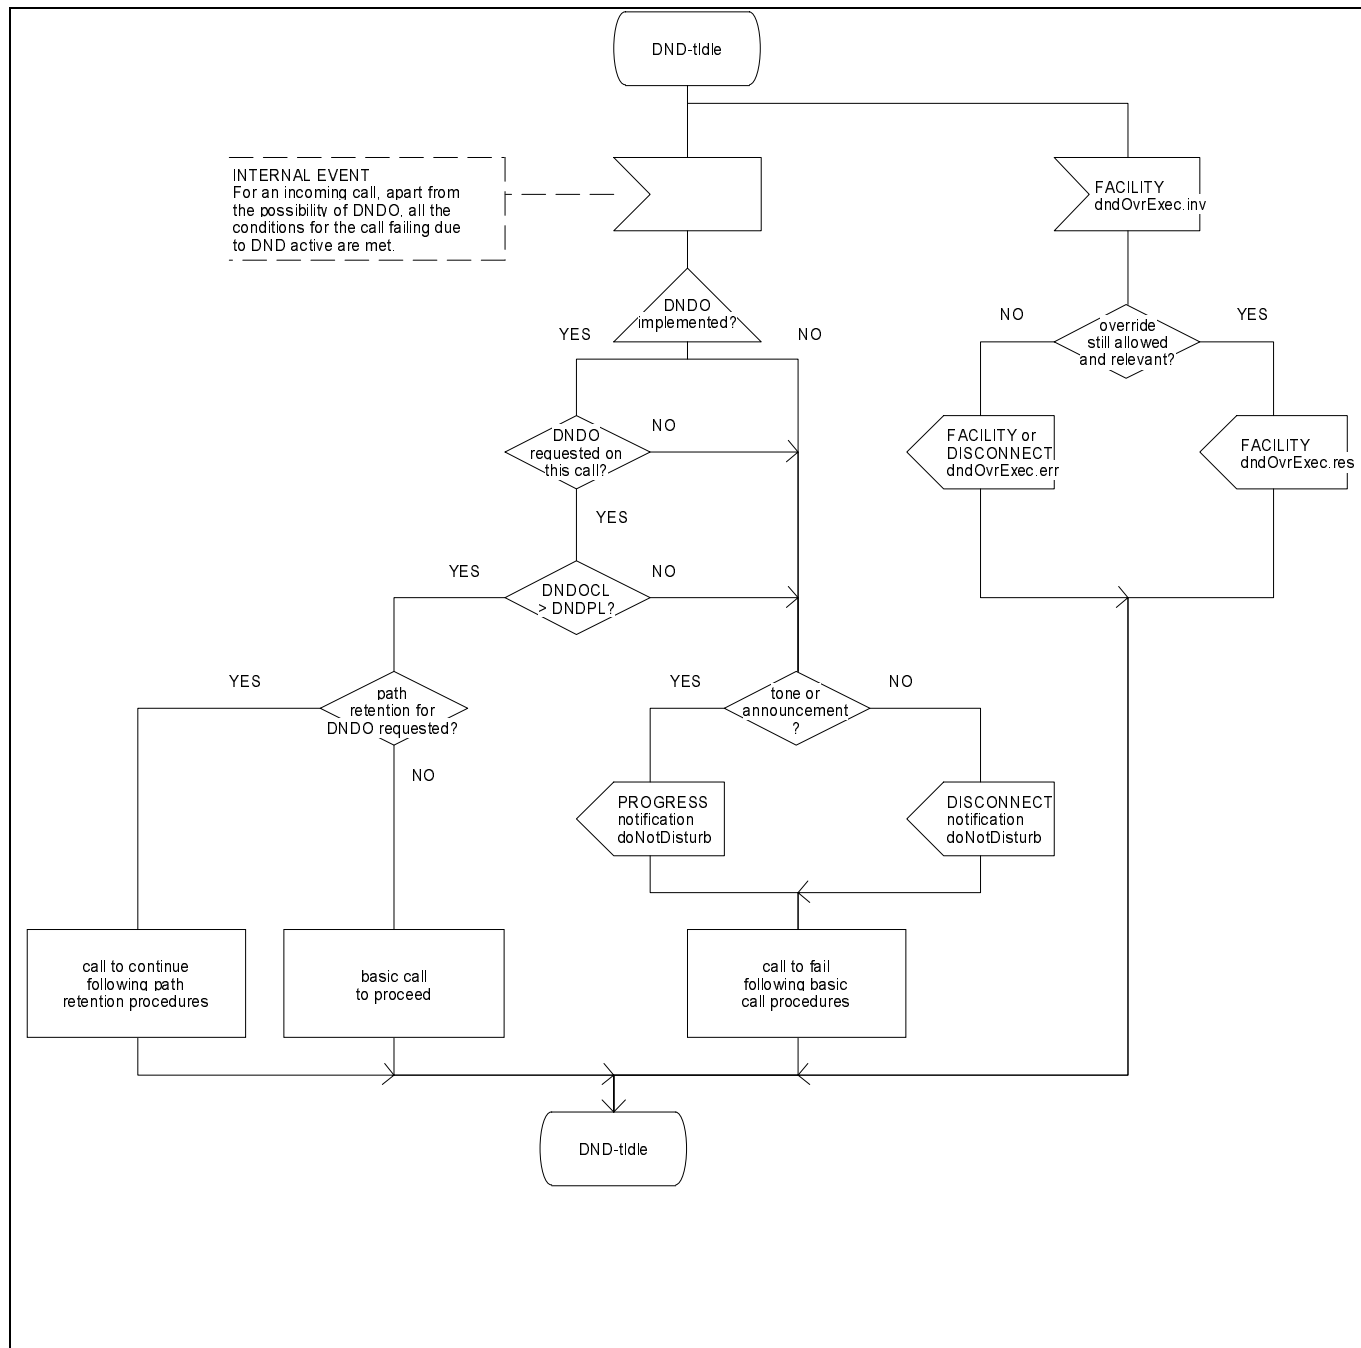 DND-tIdle
INTERNAL EVENT
For an incoming call, apart from
the possibility of DNDO, all the
conditions for the call failing due
to DND active are met.
FACILITY
dndOvrExec.inv
DNDO
implemented?
YES
NO
NO
override
still allowed
and relevant?
YES
DNDO
requested on
this call?
NO
FACILITY or
DISCONNECT
dndOvrExec.err
FACILITY
dndOvrExec.res
YES
YES
DNDOCL
> DNDPL?
NO
YES
path
retention for
DNDO requested?
NO
YES
tone or
announcement
?
NO
PROGRESS
notification
doNotDisturb
DISCONNECT
notification
doNotDisturb
call to continue
following path
retention procedures
basic call
to proceed
call to fail
following basic
call procedures
DND-tIdle